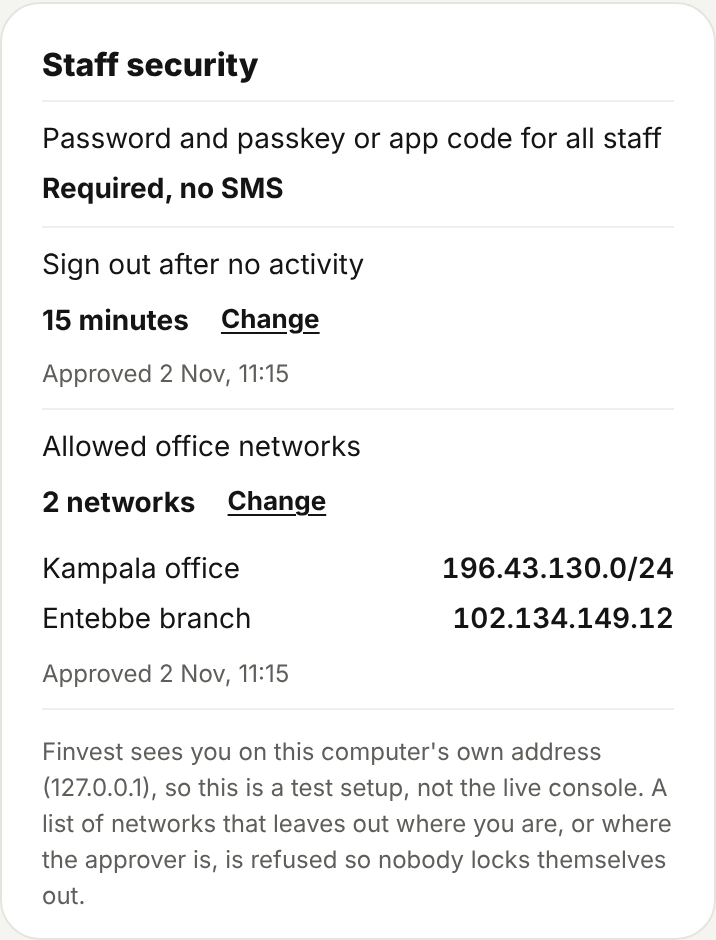 Staff security
Password and passkey or app code for all staff
Required, no SMS
Sign out after no activity
15 minutes Change
Approved 2 Nov, 11:15
Allowed office networks
2 networks Change
Kampala office 196.43.130.0/24
Entebbe branch 102.134.149.12
Approved 2 Nov, 11:15
Finvest sees you on this computer's own address
(127.0.0.1), so this is a test setup, not the live console. A
list of networks that leaves out where you are, or where
the approver is, is refused so nobody locks themselves
out.